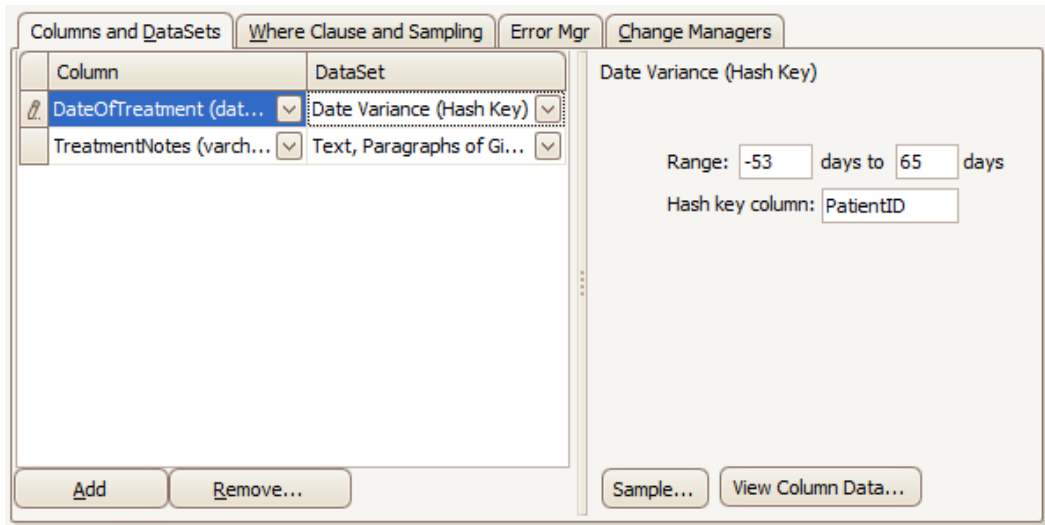 Columns and DataSets Where Clause and Sampling Error Mgr Change Managers
Column DataSet
DateOfTreatment (dat... Date Variance (Hash Key)
TreatmentNotes (varch... Text, Paragraphs of Gi...
Add Remove...
Date Variance (Hash Key)
Range: -53 days to 65 days
Hash key column: PatientID
Sample... View Column Data...